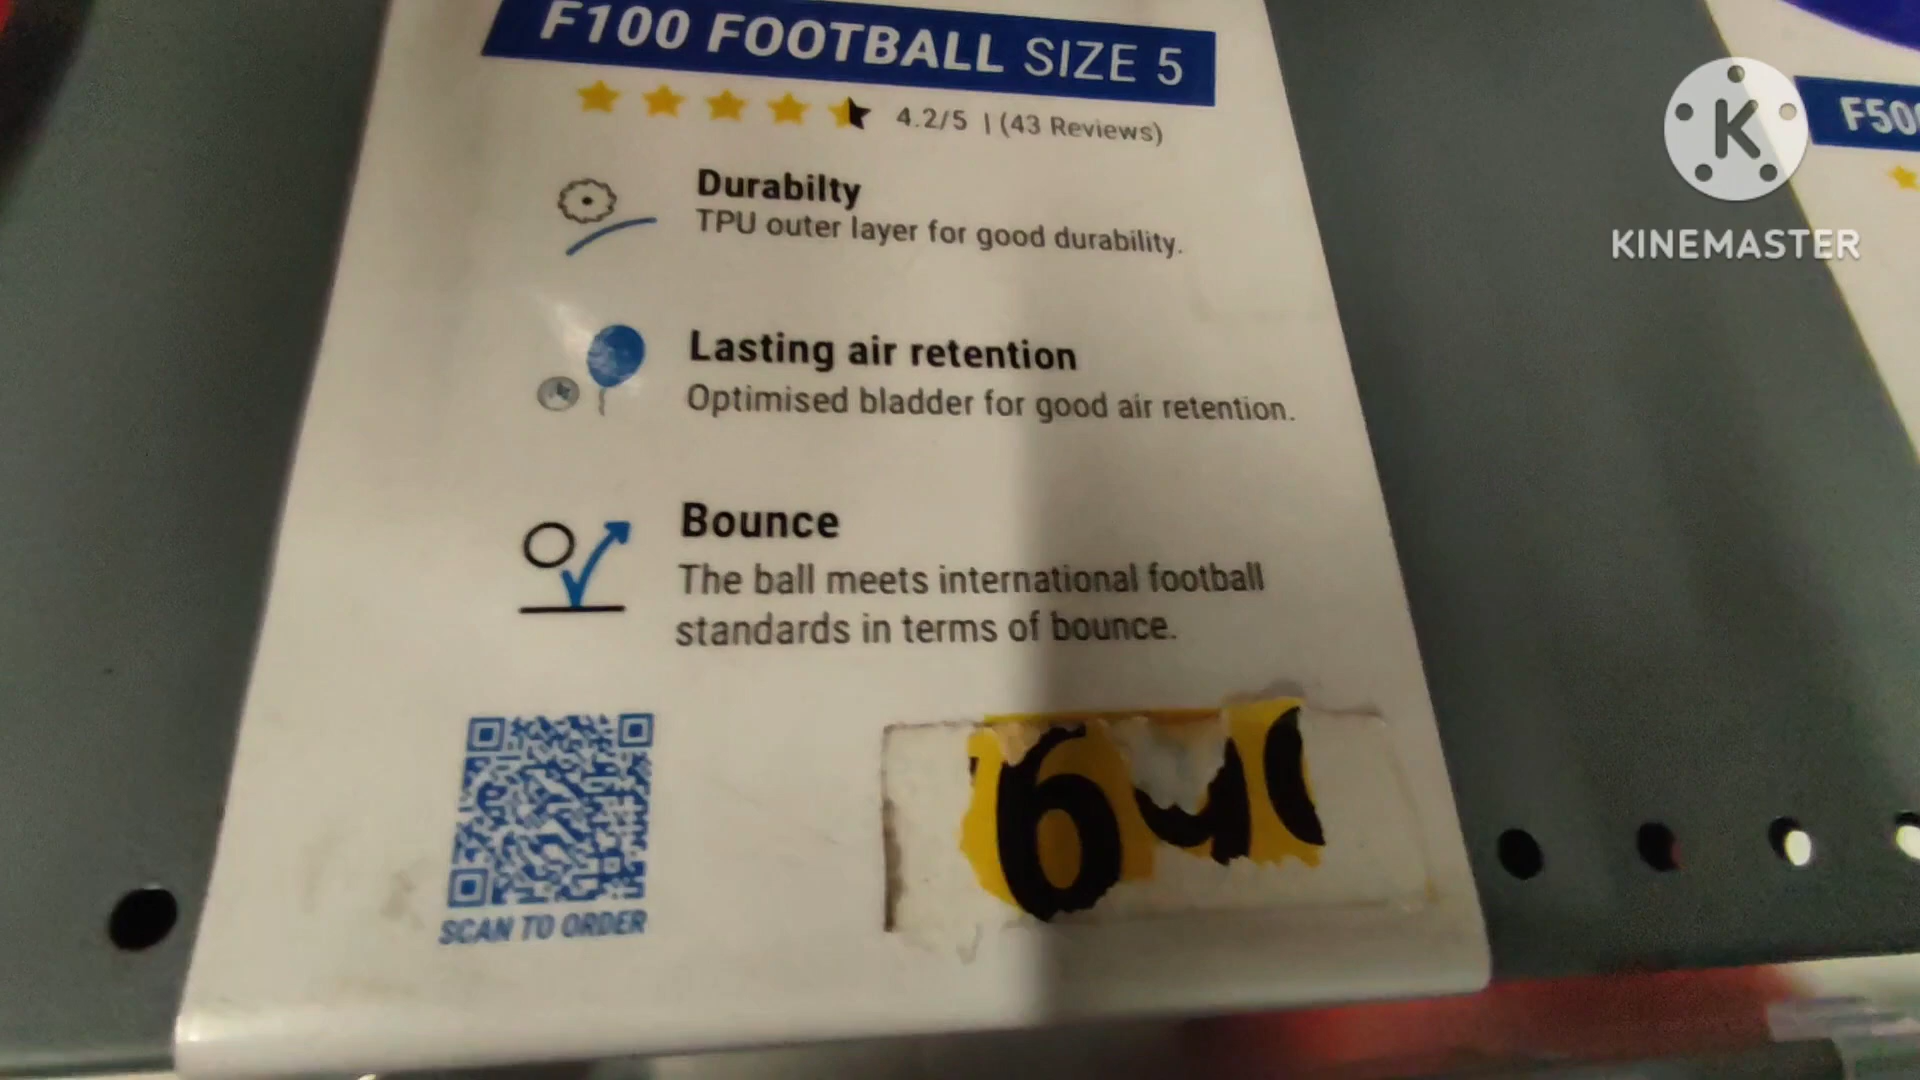 F100 FOOTBALL SIZE 5
4.2/5 | (43 Reviews)
Durabilty
TPU outer layer for good durability.
Lasting air retention
Optimised bladder for good air retention.
Bounce
The ball meets international football
standards in terms of bounce.
SCAN TO ORDER
K
KINEMASTER